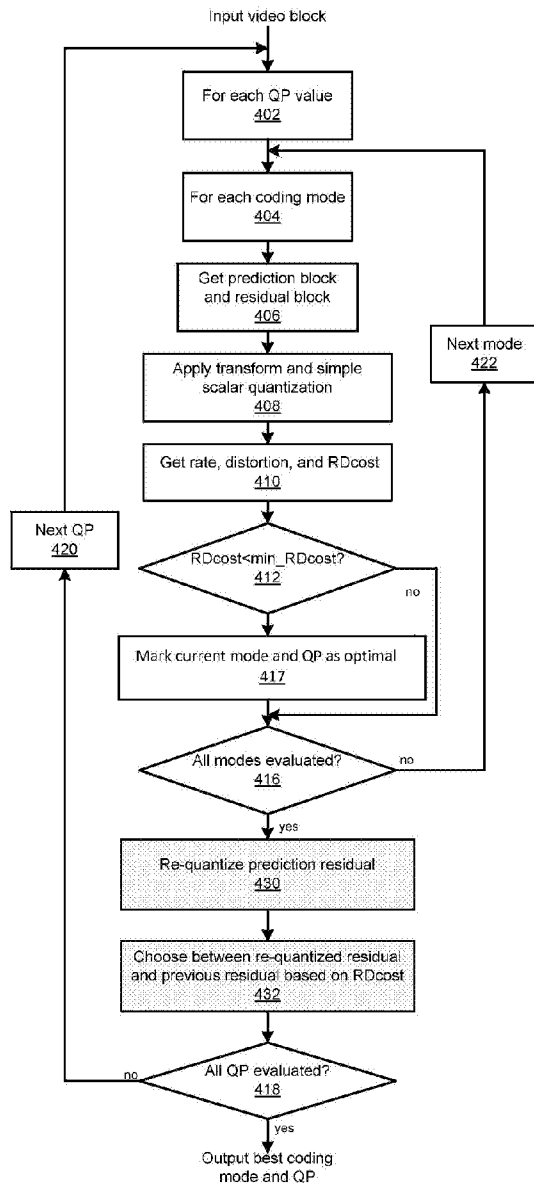 Input video block
For each QP value
402
For each coding mode
404
Get prediction block
and residual block
406
Next mode
422
Apply transform and simple
scalar quantization
408
Get rate, distortion, and RDcost
410
Next QP
420
RDcost<min_RDcost?
412
no
Mark current mode and QP as optimal
417
All modes evaluated?
416
no
yes
Re-quantize prediction residual
430
Choose between re-quantized residual
and previous residual based on RDcost
432
All QP evaluated?
418
no
yes
Output best coding
mode and QP